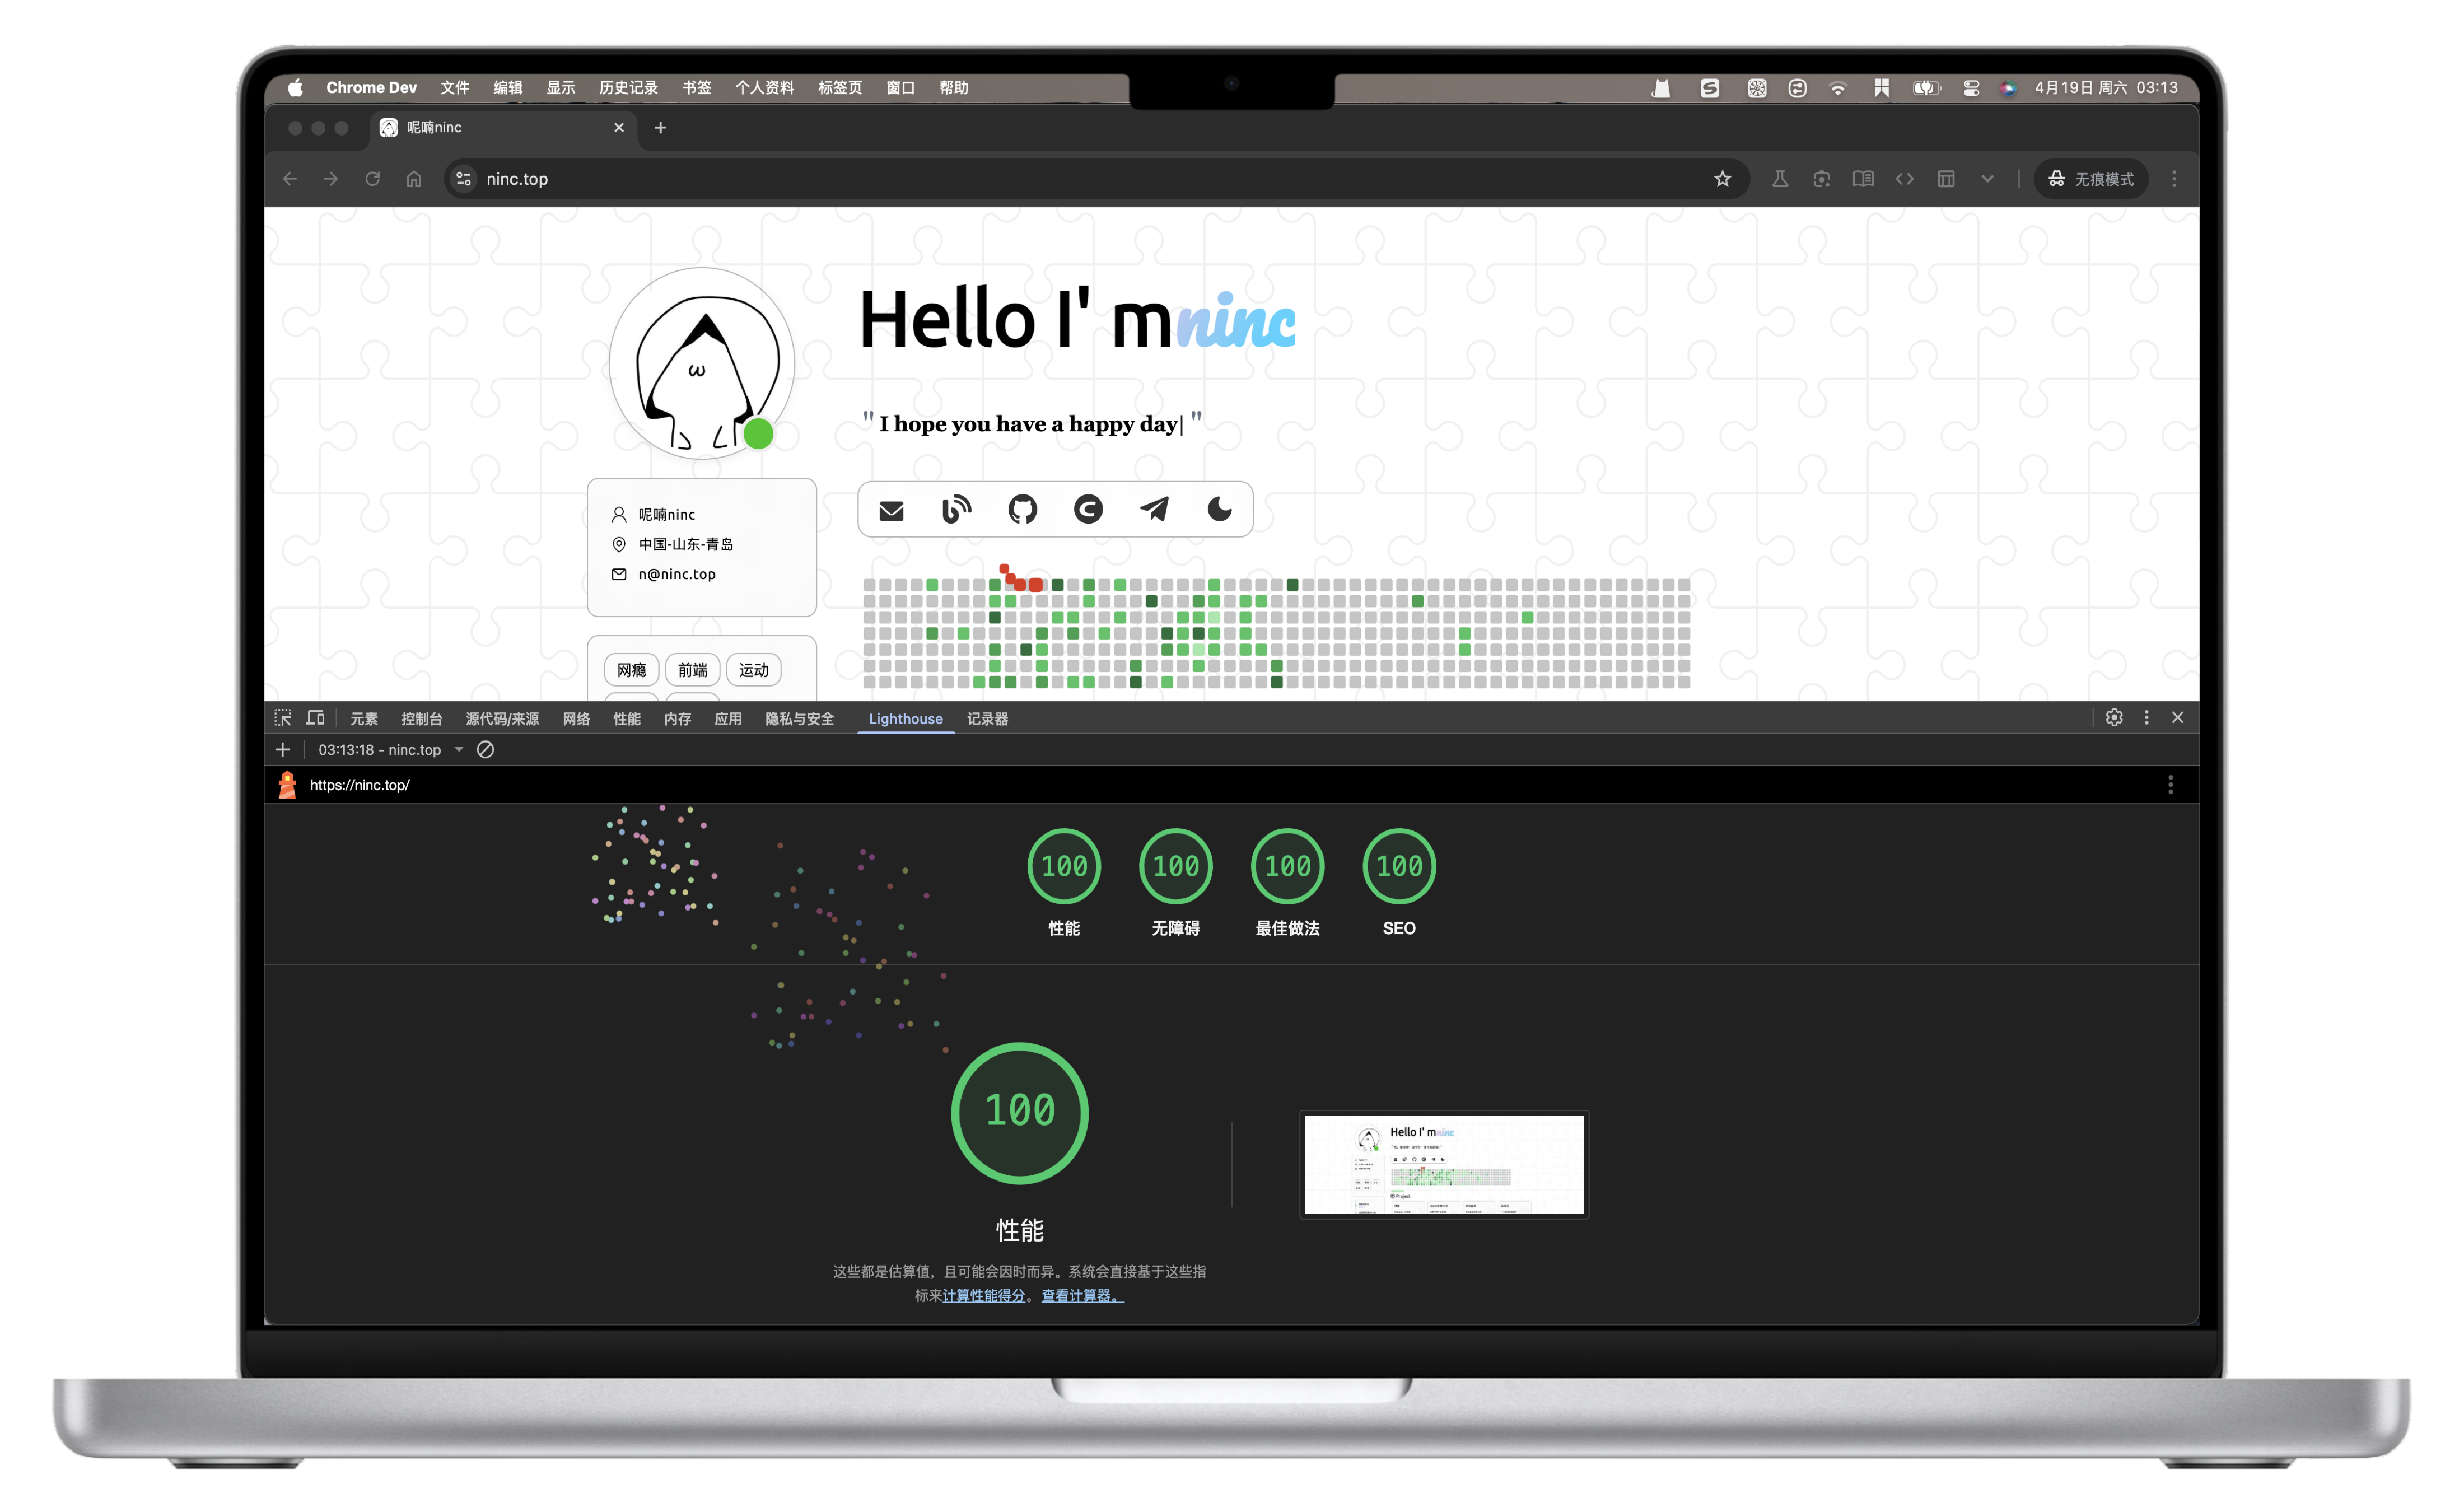 Chrome Dev 文件 编辑 显示 历史记录 书签 个人资料 标签页 窗口 帮助 4月19日 周六 03:13
呢喃ninc
ninc.top 无痕模式
Hello I' m ninc
" I hope you have a happy day| "
呢喃ninc
中国-山东-青岛
n@ninc.top
网瘾 前端 运动
元素 控制台 源代码/来源 网络 性能 内存 应用 隐私与安全 Lighthouse 记录器
03:13:18 - ninc.top
https://ninc.top/
100 100 100 100
性能 无障碍 最佳做法 SEO
100
性能
这些都是估算值，且可能会因时而异。系统会直接基于这些指
标来计算性能得分。查看计算器。
Hello I' m ninc
Project